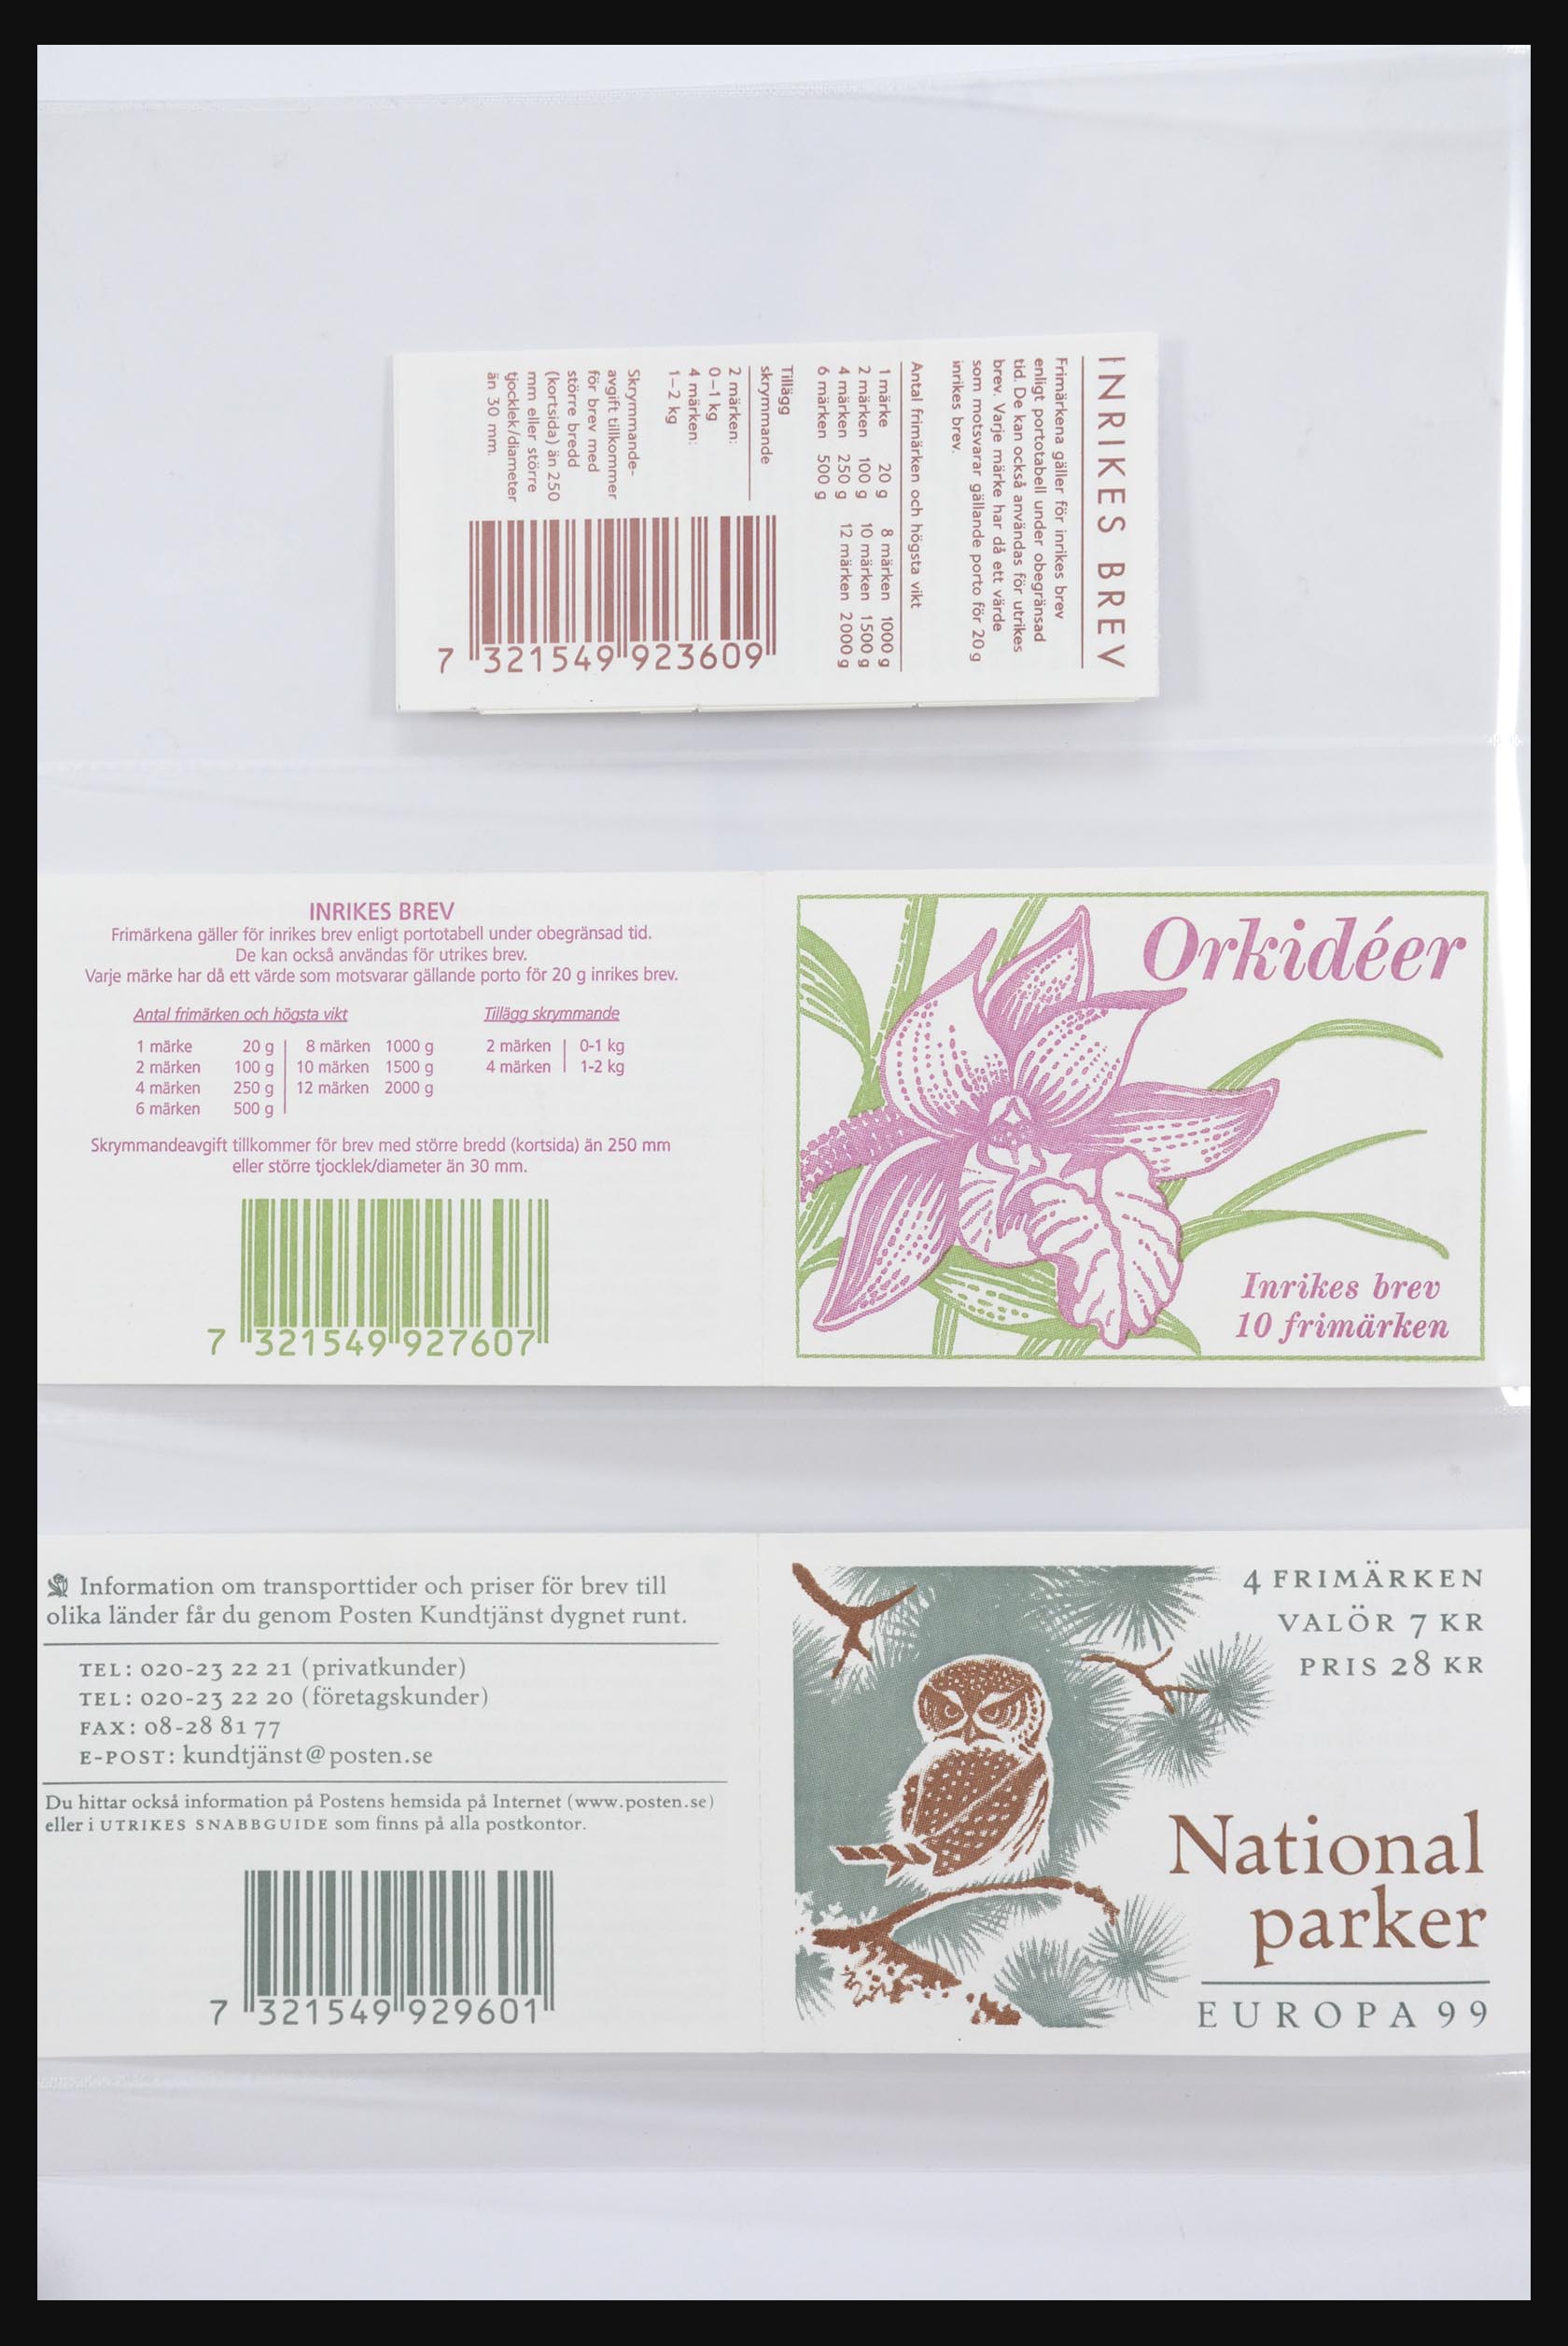 INRIKES BREV
Frimärkena gäller för inrikes brev
enligt portotabell under obegränsad
tid. De kan också användas för utrikes
brev. Varje märke har då ett värde
som motsvarar gällande porto för 20 g
inrikes brev.
Antal frimärken och högsta vikt
1 märke 20 g 8 märken 1000 g
2 märken 100 g 10 märken 1500 g
4 märken 250 g 12 märken 2000 g
6 märken 500 g
Tillägg
skrymmande
2 märken:
0–1 kg
4 märken:
1–2 kg
Skrymmande-
avgift tillkommer
för brev med
större bredd
(kortsida) än 250
mm eller större
tjocklek/diameter
än 30 mm.
7 321549 923609
INRIKES BREV
Frimärkena gäller för inrikes brev enligt portotabell under obegränsad tid.
De kan också användas för utrikes brev.
Varje märke har då ett värde som motsvarar gällande porto för 20 g inrikes brev.
Antal frimärken och högsta vikt Tillägg skrymmande
1 märke 20 g 8 märken 1000 g 2 märken 0-1 kg
2 märken 100 g 10 märken 1500 g 4 märken 1-2 kg
4 märken 250 g 12 märken 2000 g
6 märken 500 g
Skrymmandeavgift tillkommer för brev med större bredd (kortsida) än 250 mm
eller större tjocklek/diameter än 30 mm.
7 321549 927607
Orkidéer
Inrikes brev
10 frimärken
Information om transporttider och priser för brev till
olika länder får du genom Posten Kundtjänst dygnet runt.
TEL: 020-23 22 21 (privatkunder)
TEL: 020-23 22 20 (företagskunder)
FAX: 08-28 81 77
E-POST: kundtjänst@posten.se
Du hittar också information på Postens hemsida på Internet (www.posten.se)
eller i UTRIKES SNABBGUIDE som finns på alla postkontor.
7 321549 929601
4 FRIMÄRKEN
VALÖR 7 KR
PRIS 28 KR
National
parker
EUROPA 99